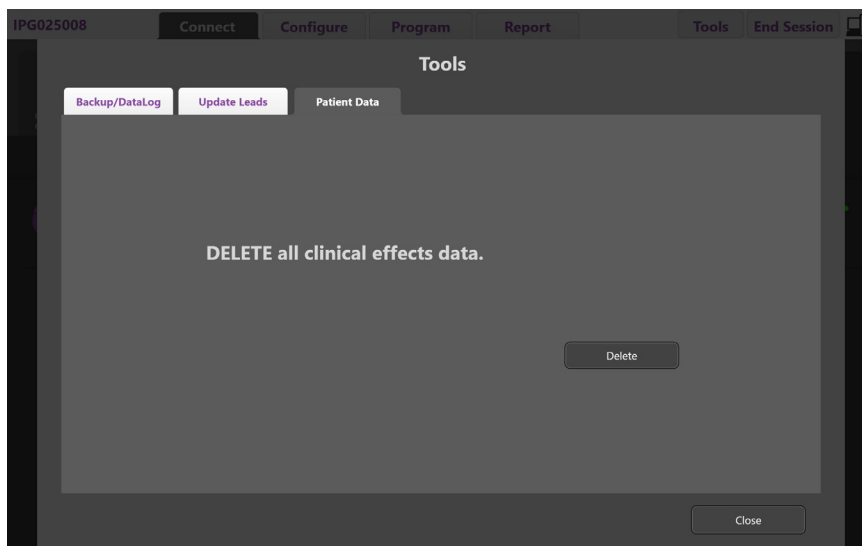 IPG025008 Connect Configure Program Report Tools End Session
Tools
Backup/DataLog Update Leads Patient Data
DELETE all clinical effects data.
Delete
Close